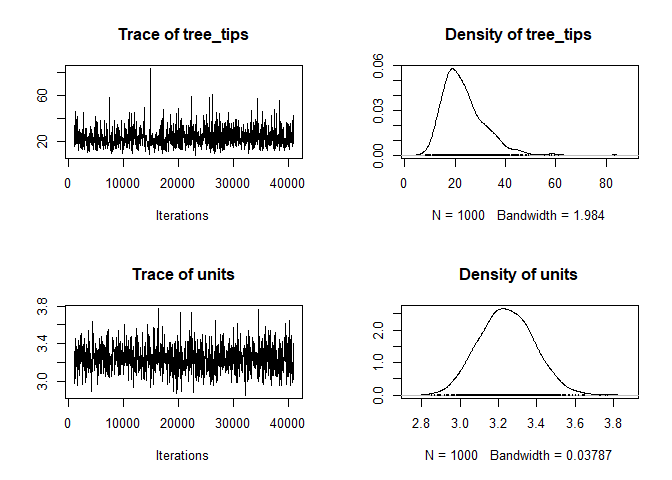 Trace of tree_tips
60
20
0 10000 20000 30000 40000
Iterations
Density of tree_tips
0.06
0.03
0.00
0 20 40 60 80
N = 1000 Bandwidth = 1.984
Trace of units
3.8
3.4
3.0
0 10000 20000 30000 40000
Iterations
Density of units
2.0
1.0
0.0
2.8 3.0 3.2 3.4 3.6 3.8
N = 1000 Bandwidth = 0.03787